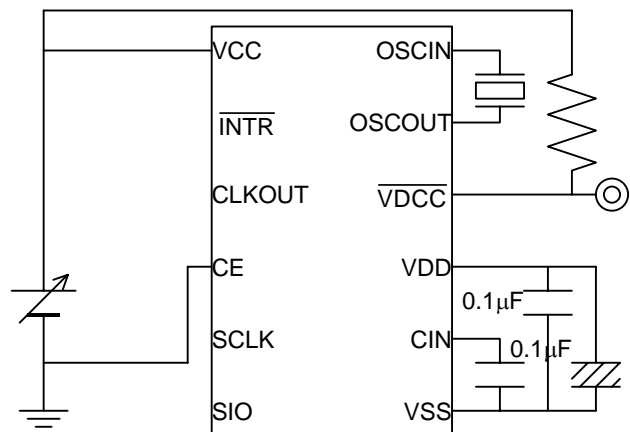 VCC OSCIN
INTR OSCOUT
CLKOUT VDCC
CE VDD
0.1μF
SCLK CIN 0.1μF
SIO VSS